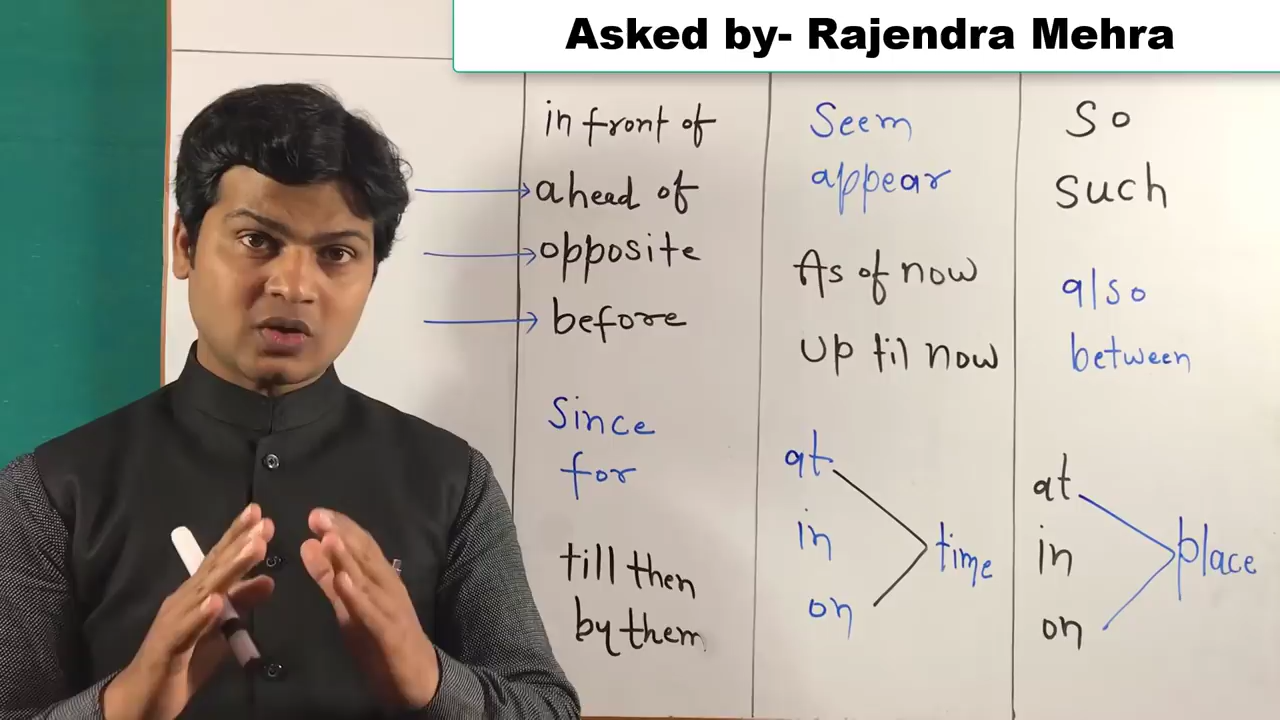 Asked by- Rajendra Mehra
in front of
ahead of
opposite
before
Since
for
till then
by them
Seem
appear
As of now
Up til now
at
in
on
time
So
Such
also
between
at
in
on
place